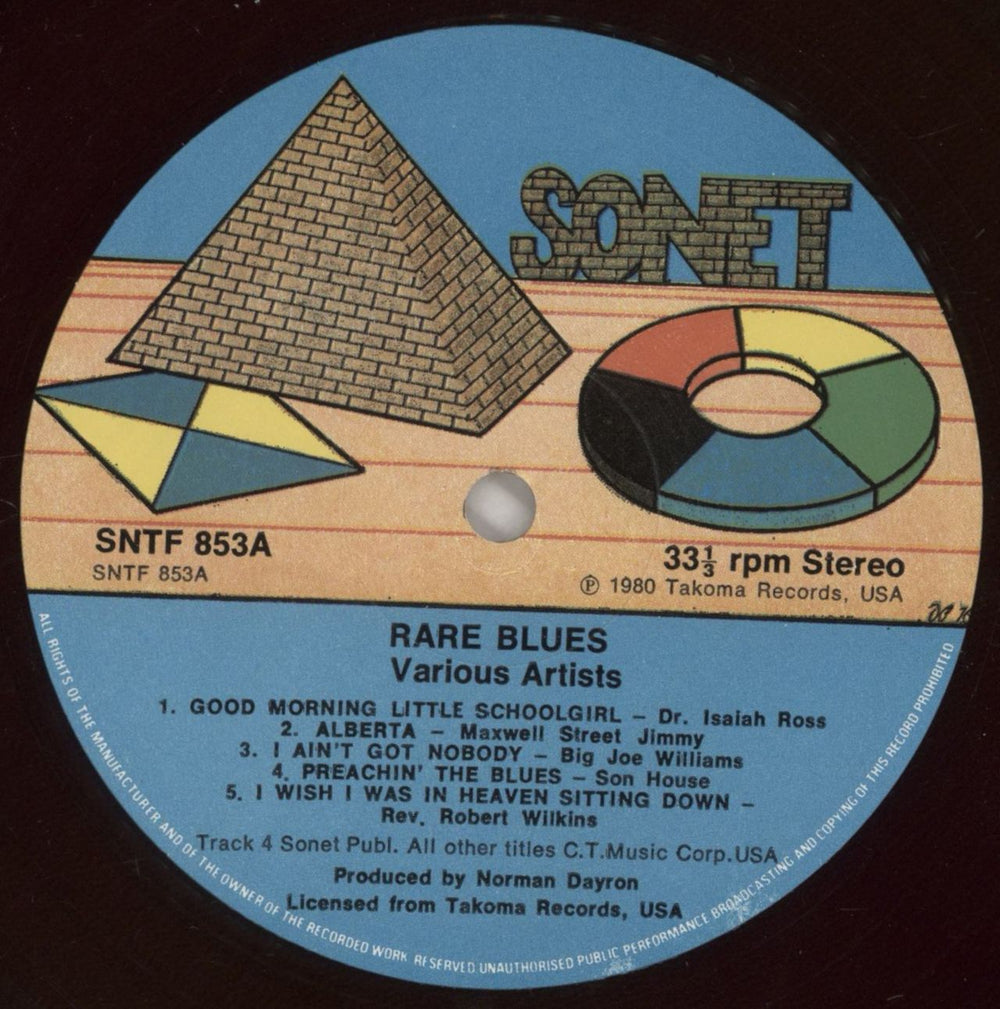 SONET
SNTF 853A
SNTF 853A
33⅓ rpm Stereo
Ⓟ 1980 Takoma Records, USA
RARE BLUES
Various Artists
1. GOOD MORNING LITTLE SCHOOLGIRL – Dr. Isaiah Ross
2. ALBERTA – Maxwell Street Jimmy
3. I AIN'T GOT NOBODY – Big Joe Williams
4. PREACHIN' THE BLUES – Son House
5. I WISH I WAS IN HEAVEN SITTING DOWN –
Rev. Robert Wilkins
Track 4 Sonet Publ. All other titles C.T.Music Corp.USA
Produced by Norman Dayron
Licensed from Takoma Records, USA
ALL RIGHTS OF THE MANUFACTURER AND OF THE OWNER OF THE RECORDED WORK RESERVED UNAUTHORISED PUBLIC PERFORMANCE BROADCASTING AND COPYING OF THIS RECORD PROHIBITED